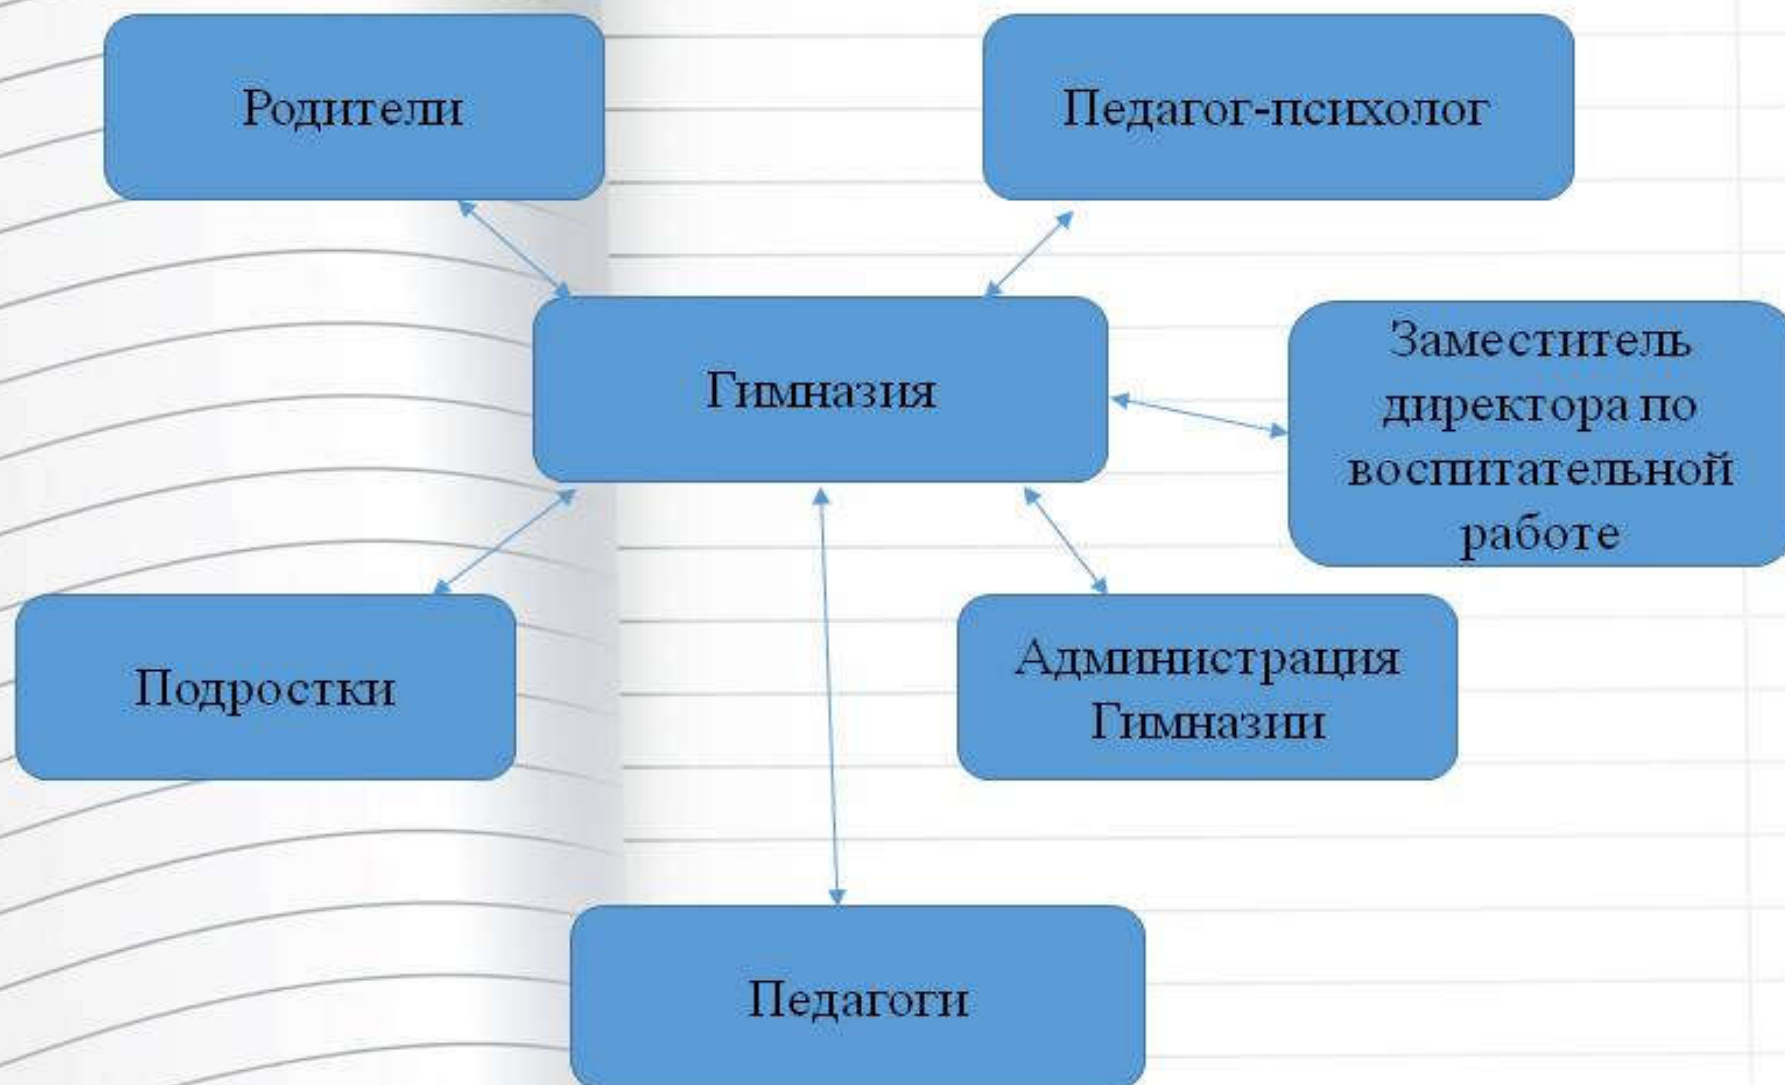 Родители
Педагог-психолог
Гимназия
Заместитель
директора по
воспитательной
работе
Подростки
Администрация
Гимназии
Педагоги